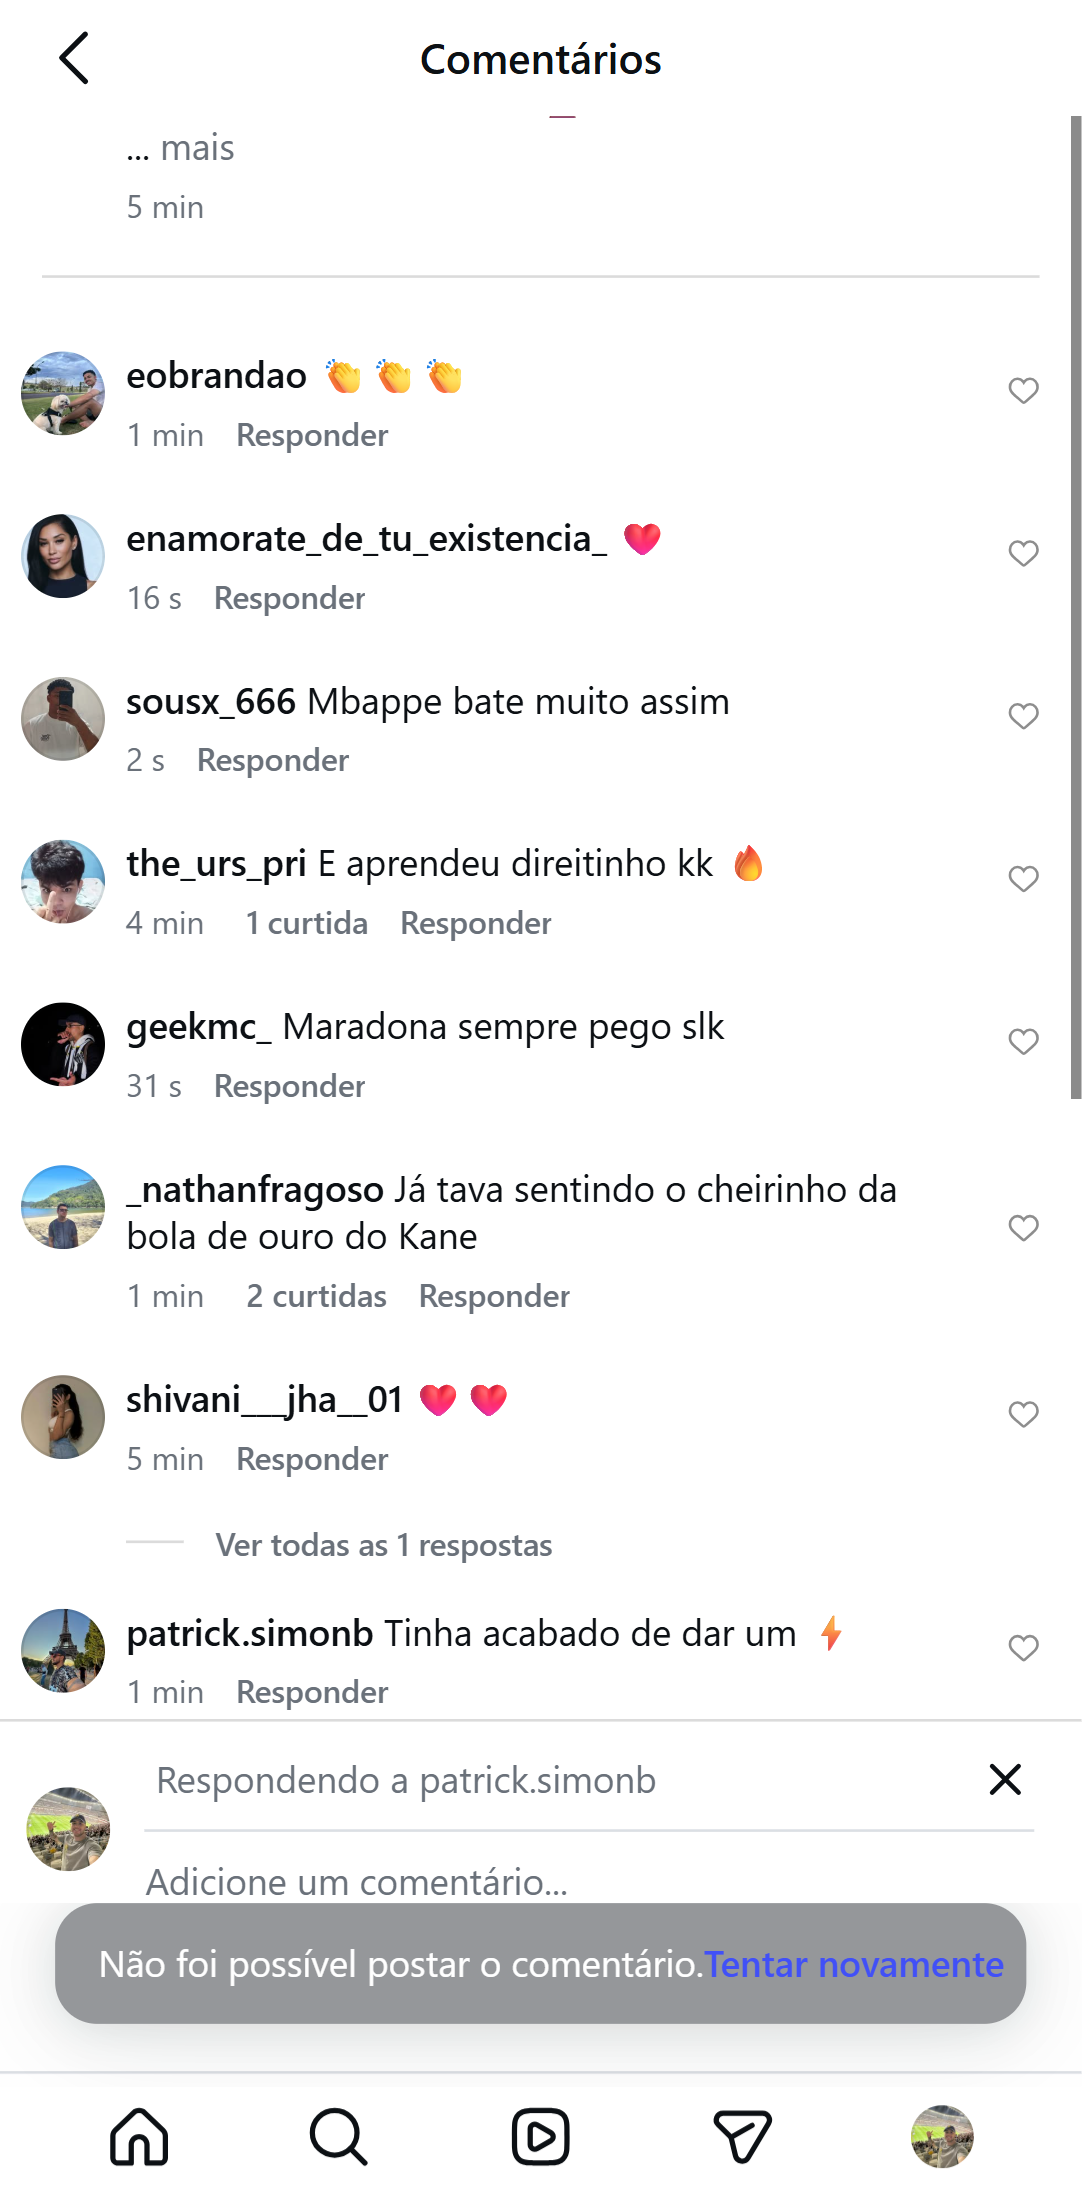 Comentários
... mais
5 min
eobrandao 👏👏👏
1 min Responder
enamorate_de_tu_existencia_ ❤️
16 s Responder
sousx_666 Mbappe bate muito assim
2 s Responder
the_urs_pri E aprendeu direitinho kk 🔥
4 min 1 curtida Responder
geekmc_ Maradona sempre pego slk
31 s Responder
_nathanfragoso Já tava sentindo o cheirinho da
bola de ouro do Kane
1 min 2 curtidas Responder
shivani___jha__01 ❤️❤️
5 min Responder
Ver todas as 1 respostas
patrick.simonb Tinha acabado de dar um ⚡
1 min Responder
Respondendo a patrick.simonb
Adicione um comentário...
Não foi possível postar o comentário.Tentar novamente